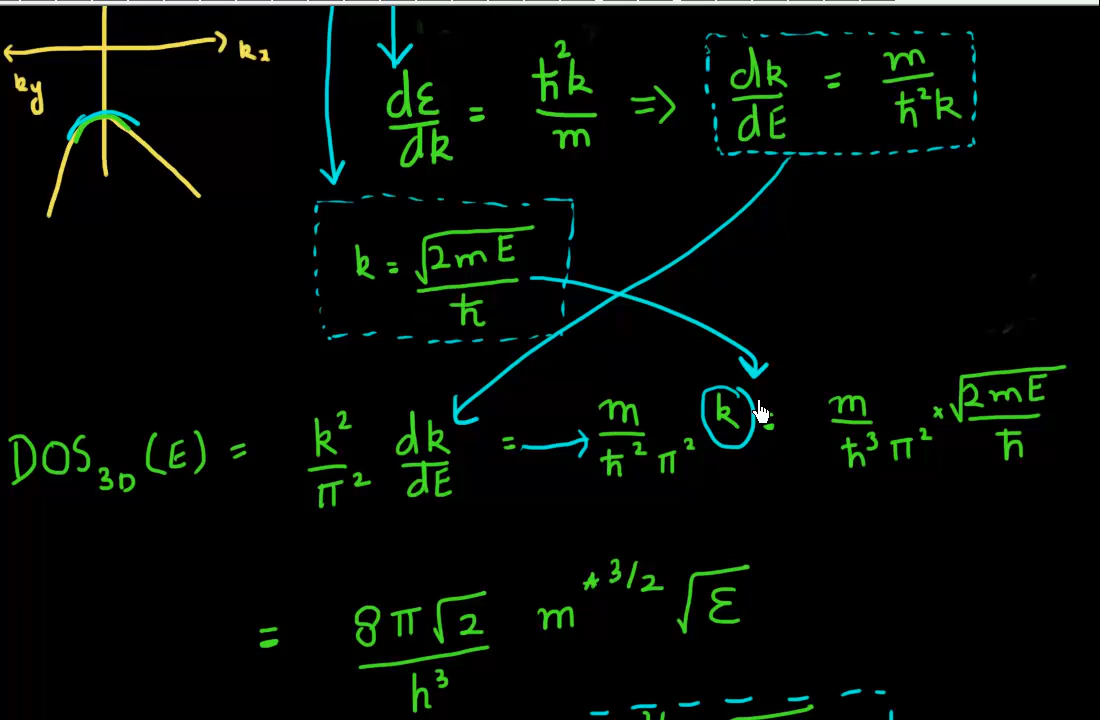 kx
ky
dε/dk = ħ²k/m => dk/dE = m/ħ²k
k = √(2mE)/ħ
DOS₃D(E) = k²/π² dk/dE = → m/ħ²π² k = m/ħ³π² * √(2mE)/ħ
= 8π√2/h³ m*³/² √ε